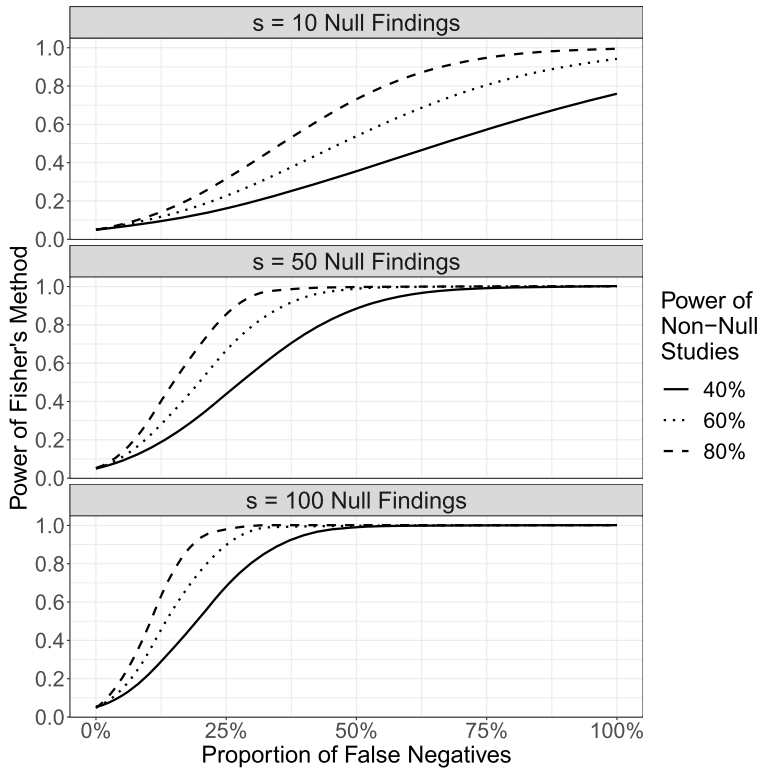 s = 10 Null Findings
1.0
0.8
0.6
0.4
0.2
0.0
s = 50 Null Findings
1.0
0.8
0.6
0.4
0.2
0.0
s = 100 Null Findings
1.0
0.8
0.6
0.4
0.2
0.0
0% 25% 50% 75% 100%
Proportion of False Negatives
Power of Fisher's Method
Power of
Non−Null
Studies
40%
60%
80%